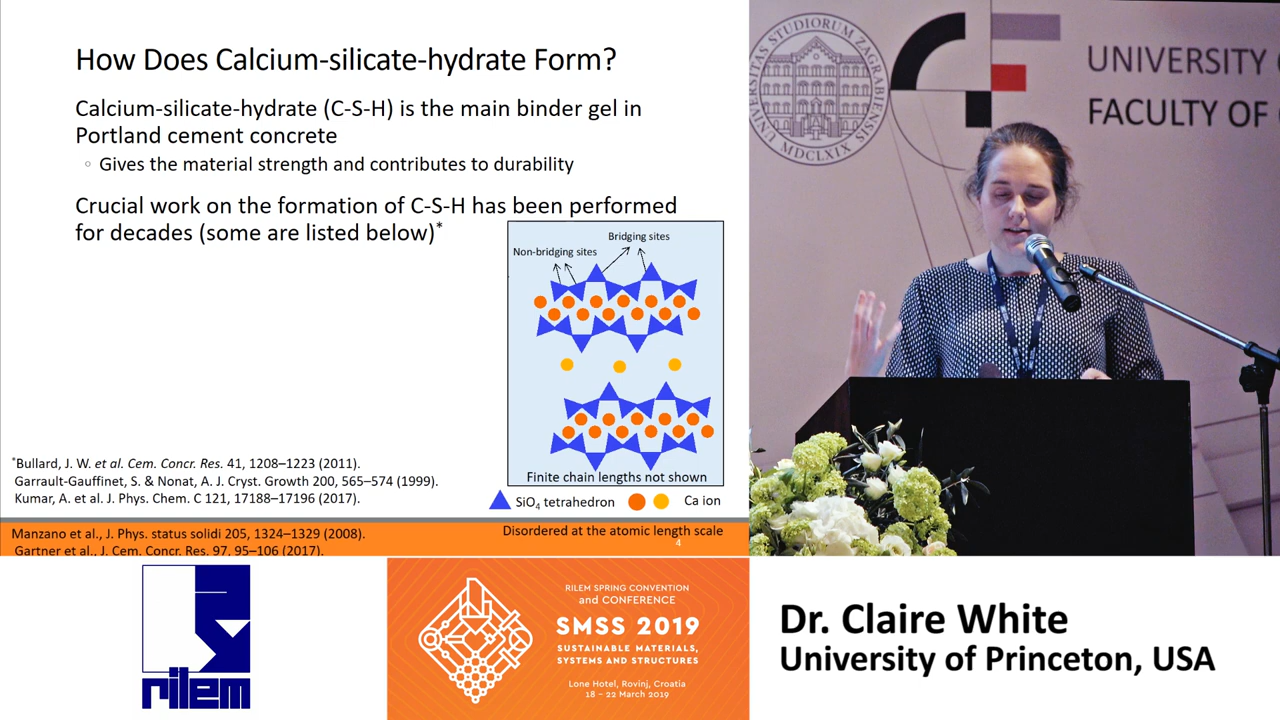 How Does Calcium-silicate-hydrate Form?
Calcium-silicate-hydrate (C-S-H) is the main binder gel in
Portland cement concrete
◦ Gives the material strength and contributes to durability
Crucial work on the formation of C-S-H has been performed
for decades (some are listed below)*
Bridging sites
Non-bridging sites
Finite chain lengths not shown
SiO4 tetrahedron
Ca ion
Disordered at the atomic length scale
4
*Bullard, J. W. et al. Cem. Concr. Res. 41, 1208–1223 (2011).
Garrault-Gauffinet, S. & Nonat, A. J. Cryst. Growth 200, 565–574 (1999).
Kumar, A. et al. J. Phys. Chem. C 121, 17188–17196 (2017).
Manzano et al., J. Phys. status solidi 205, 1324–1329 (2008).
Gartner et al., J. Cem. Concr. Res. 97, 95–106 (2017).
UNIVERSITAS STUDIORUM ZAGRABIENSIS
MDCLXIX
UNIVERSITY
FACULTY OF
rilem
RILEM SPRING CONVENTION
and CONFERENCE
SMSS 2019
SUSTAINABLE MATERIALS,
SYSTEMS AND STRUCTURES
Lone Hotel, Rovinj, Croatia
18 – 22 March 2019
Dr. Claire White
University of Princeton, USA